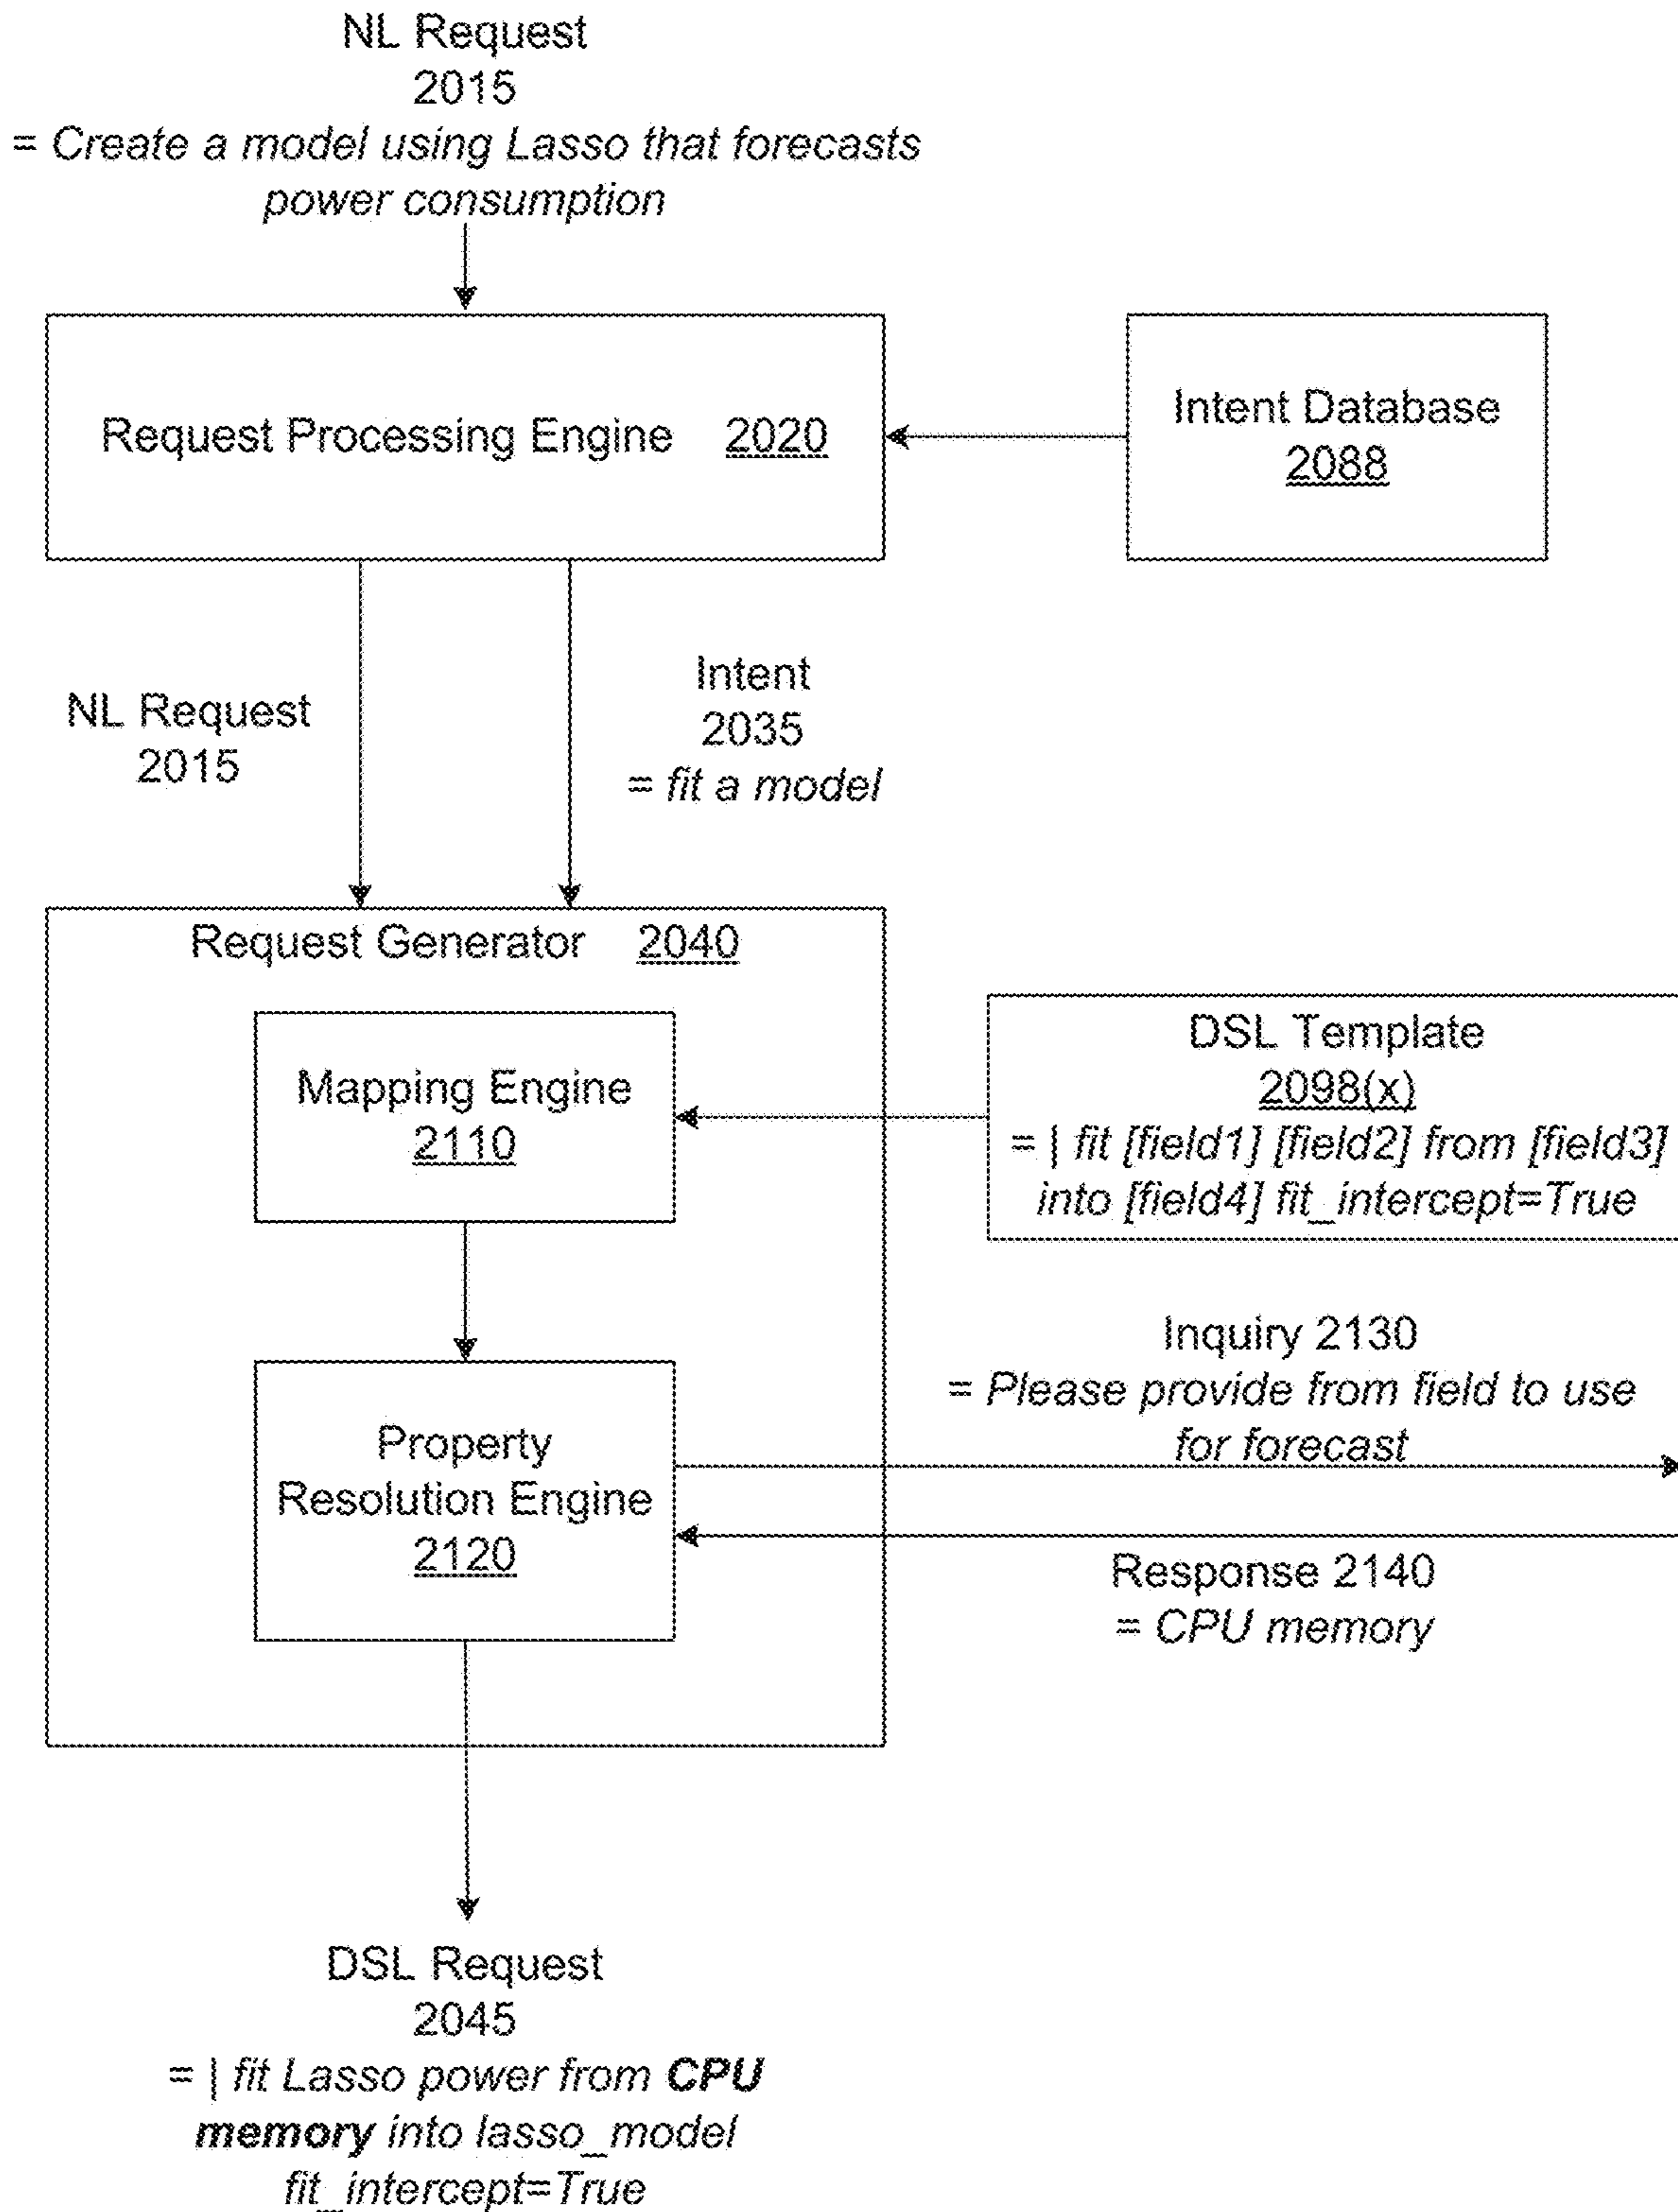 NL Request
2015
= Create a model using Lasso that forecasts
power consumption
Request Processing Engine 2020
Intent Database
2088
NL Request
2015
Intent
2035
= fit a model
Request Generator 2040
Mapping Engine
2110
DSL Template
2098(x)
= | fit [field1] [field2] from [field3]
into [field4] fit_intercept=True
Inquiry 2130
= Please provide from field to use
for forecast
Property
Resolution Engine
2120
Response 2140
= CPU memory
DSL Request
2045
= | fit Lasso power from CPU
memory into lasso_model
fit_intercept=True